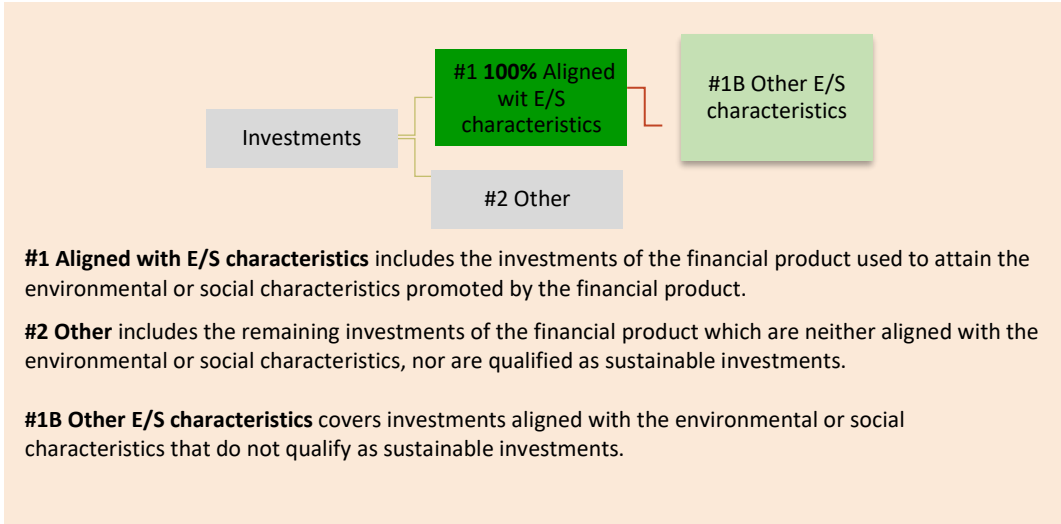 #1 100% Aligned
wit E/S
characteristics
#1B Other E/S
characteristics
Investments
#2 Other
#1 Aligned with E/S characteristics includes the investments of the financial product used to attain the
environmental or social characteristics promoted by the financial product.
#2 Other includes the remaining investments of the financial product which are neither aligned with the
environmental or social characteristics, nor are qualified as sustainable investments.
#1B Other E/S characteristics covers investments aligned with the environmental or social
characteristics that do not qualify as sustainable investments.